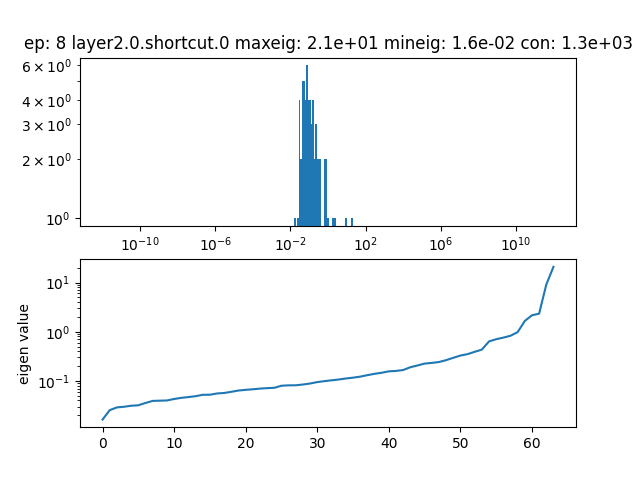 ep: 8 layer2.0.shortcut.0 maxeig: 2.1e+01 mineig: 1.6e-02 con: 1.3e+03
6 × 10⁰
4 × 10⁰
3 × 10⁰
2 × 10⁰
10⁰
10⁻¹⁰ 10⁻⁶ 10⁻² 10² 10⁶ 10¹⁰
eigen value
10¹
10⁰
10⁻¹
0 10 20 30 40 50 60